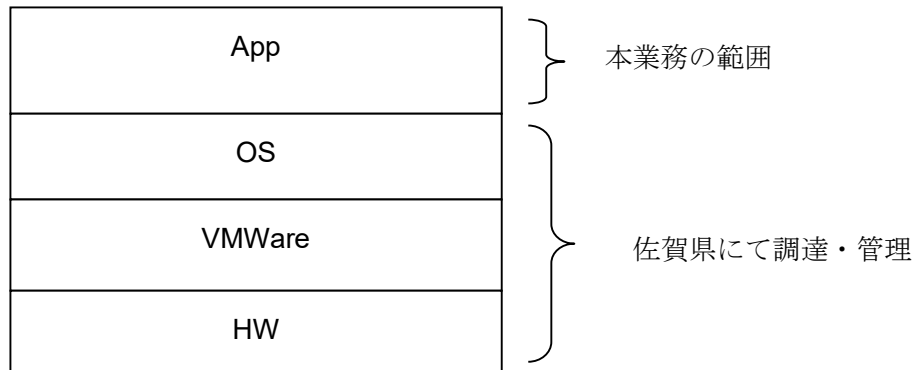 App
本業務の範囲
OS
VMWare
佐賀県にて調達・管理
HW